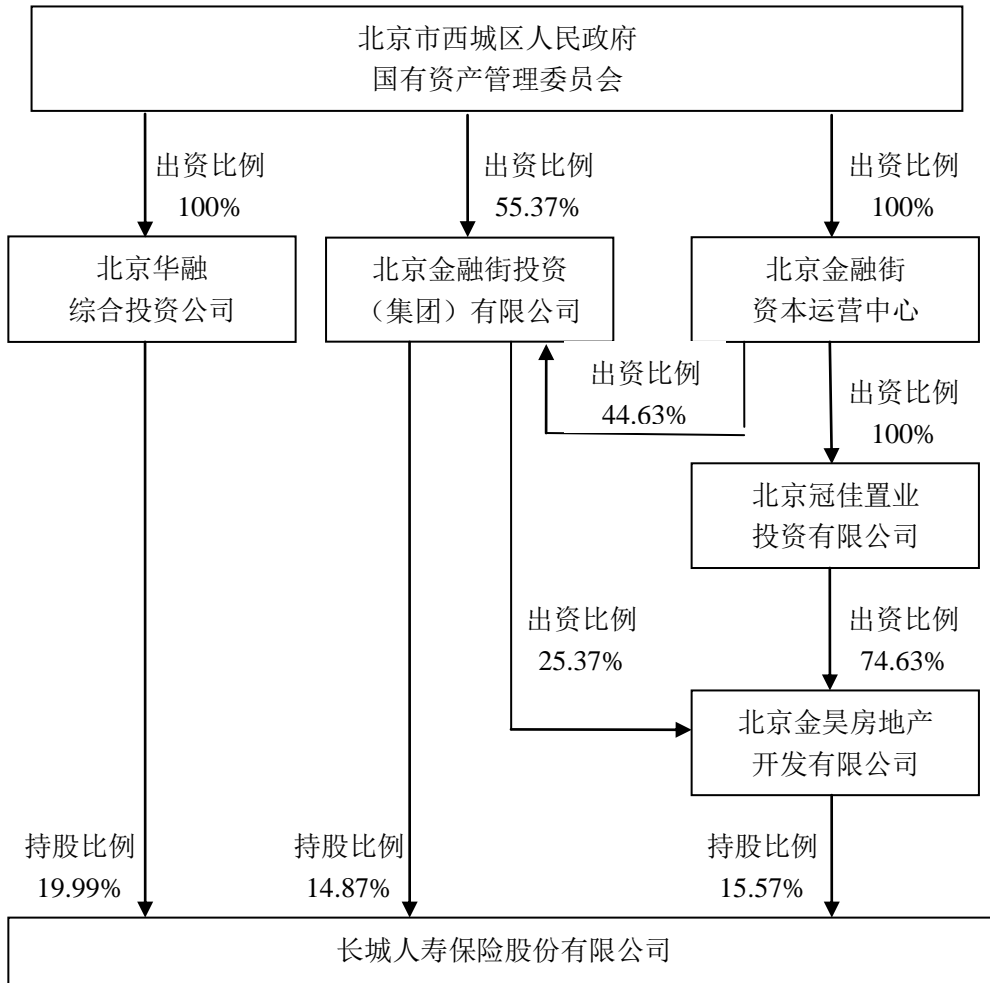 北京市西城区人民政府
国有资产管理委员会
出资比例
100%
出资比例
55.37%
出资比例
100%
北京华融
综合投资公司
北京金融街投资
（集团）有限公司
北京金融街
资本运营中心
出资比例
44.63%
出资比例
100%
北京冠佳置业
投资有限公司
出资比例
25.37%
出资比例
74.63%
北京金昊房地产
开发有限公司
持股比例
19.99%
持股比例
14.87%
持股比例
15.57%
长城人寿保险股份有限公司